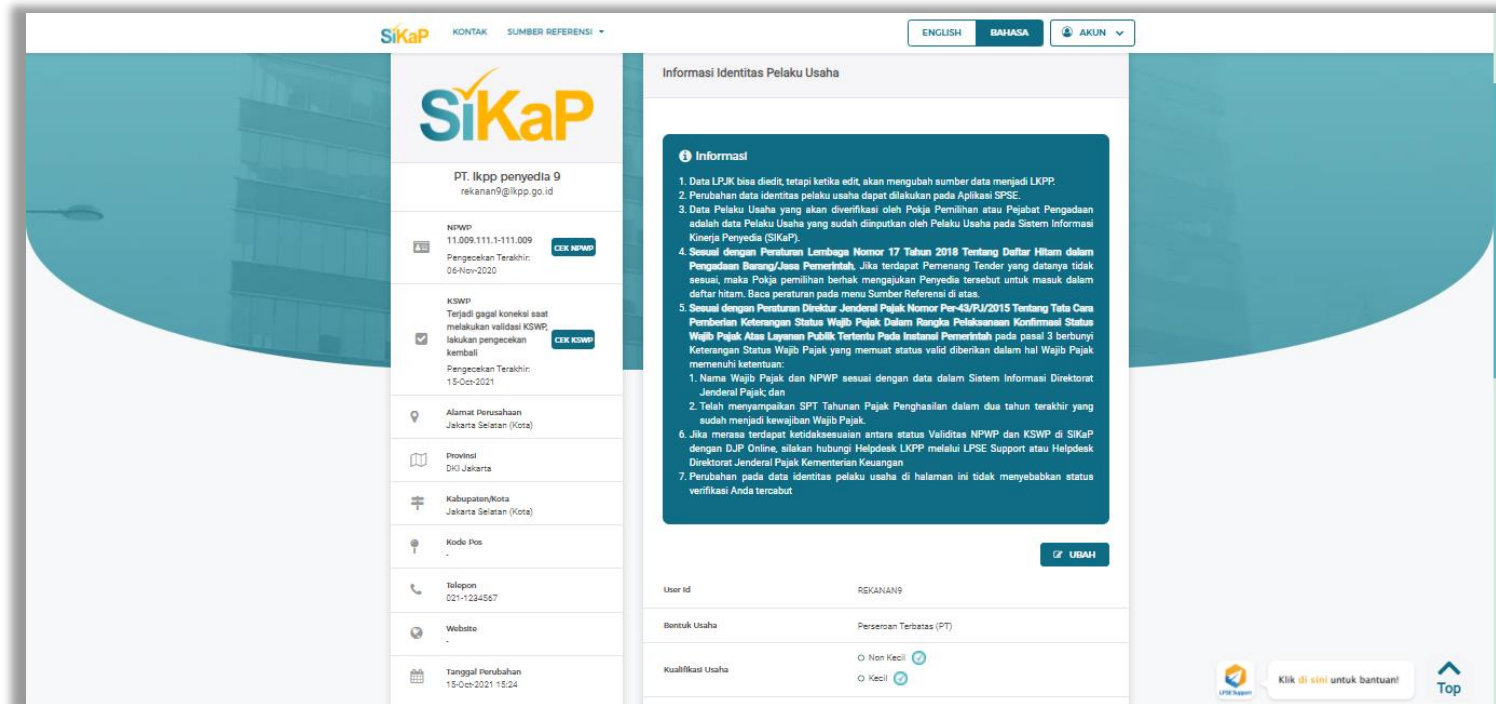 SiKaP KONTAK SUMBER REFERENSI ENGLISH BAHASA AKUN
SiKaP
PT. lkpp penyedia 9
rekanan9@lkpp.go.id
NPWP
11.009.111.1-111.009
CEK NPWP
Pengecekan Terakhir:
06-Nov-2020
KSWP
Terjadi gagal koneksi saat
melakukan validasi KSWP,
lakukan pengecekan
CEK KSWP
kembali
Pengecekan Terakhir:
15-Oct-2021
Alamat Perusahaan
Jakarta Selatan (Kota)
Provinsi
DKI Jakarta
Kabupaten/Kota
Jakarta Selatan (Kota)
Kode Pos
-
Telepon
021-1234567
Website
-
Tanggal Perubahan
15-Oct-2021 15:24
Informasi Identitas Pelaku Usaha
Informasi
1. Data LPJK bisa diedit, tetapi ketika edit, akan mengubah sumber data menjadi LKPP.
2. Perubahan data identitas pelaku usaha dapat dilakukan pada Aplikasi SPSE.
3. Data Pelaku Usaha yang akan diverifikasi oleh Pokja Pemilihan atau Pejabat Pengadaan
adalah data Pelaku Usaha yang sudah diinputkan oleh Pelaku Usaha pada Sistem Informasi
Kinerja Penyedia (SIKaP).
4. Sesuai dengan Peraturan Lembaga Nomor 17 Tahun 2018 Tentang Daftar Hitam dalam
Pengadaan Barang/Jasa Pemerintah, Jika terdapat Pemenang Tender yang datanya tidak
sesuai, maka Pokja pemilihan berhak mengajukan Penyedia tersebut untuk masuk dalam
daftar hitam. Baca peraturan pada menu Sumber Referensi di atas.
5. Sesuai dengan Peraturan Direktur Jenderal Pajak Nomor Per-43/PJ/2015 Tentang Tata Cara
Pemberian Keterangan Status Wajib Pajak Dalam Rangka Pelaksanaan Konfirmasi Status
Wajib Pajak Atas Layanan Publik Tertentu Pada Instansi Pemerintah pada pasal 3 berbunyi
Keterangan Status Wajib Pajak yang memuat status valid diberikan dalam hal Wajib Pajak
memenuhi ketentuan:
1. Nama Wajib Pajak dan NPWP sesuai dengan data dalam Sistem Informasi Direktorat
Jenderal Pajak; dan
2. Telah menyampaikan SPT Tahunan Pajak Penghasilan dalam dua tahun terakhir yang
sudah menjadi kewajiban Wajib Pajak.
6. Jika merasa terdapat ketidaksesuaian antara status Validitas NPWP dan KSWP di SIKaP
dengan DJP Online, silakan hubungi Helpdesk LKPP melalui LPSE Support atau Helpdesk
Direktorat Jenderal Pajak Kementerian Keuangan
7. Perubahan pada data identitas pelaku usaha di halaman ini tidak menyebabkan status
verifikasi Anda tercabut
UBAH
User Id REKANAN9
Bentuk Usaha Perseroan Terbatas (PT)
Kualifikasi Usaha
Non Kecil
Kecil
LPSE Support
Klik di sini untuk bantuan!
Top